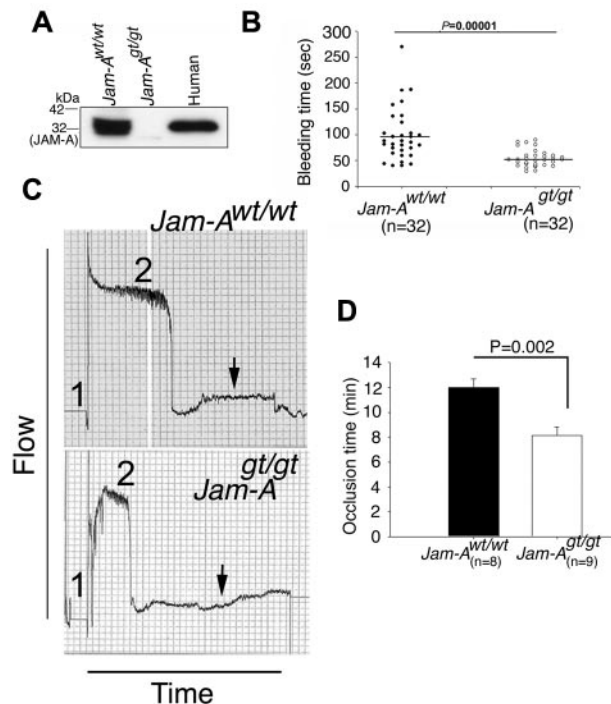 A
Jam-A wt/wt
Jam-A gt/gt
Human
kDa
42
32
(JAM-A)
B
P=0.00001
Bleeding time (sec)
300
250
200
150
100
50
0
Jam-A wt/wt
(n=32)
Jam-A gt/gt
(n=32)
C
Jam-A wt/wt
1
2
Jam-A gt/gt
1
2
Flow
Time
D
P=0.002
Occlusion time (min)
14
12
10
8
6
4
2
0
Jam-A wt/wt
(n=8)
Jam-A gt/gt
(n=9)